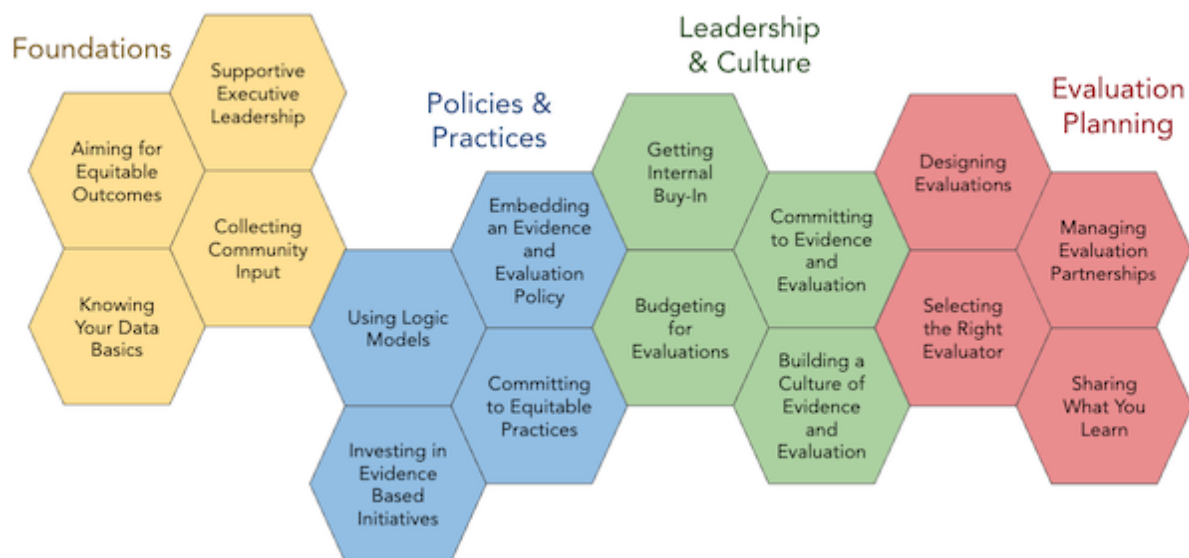 Foundations
Supportive
Executive
Leadership
Aiming for
Equitable
Outcomes
Collecting
Community
Input
Knowing
Your Data
Basics
Policies &
Practices
Embedding
an Evidence
and
Evaluation
Policy
Using Logic
Models
Committing
to Equitable
Practices
Investing in
Evidence
Based
Initiatives
Leadership
& Culture
Getting
Internal
Buy-In
Committing
to Evidence
and
Evaluation
Budgeting
for
Evaluations
Building a
Culture of
Evidence
and
Evaluation
Evaluation
Planning
Designing
Evaluations
Managing
Evaluation
Partnerships
Selecting
the Right
Evaluator
Sharing
What You
Learn